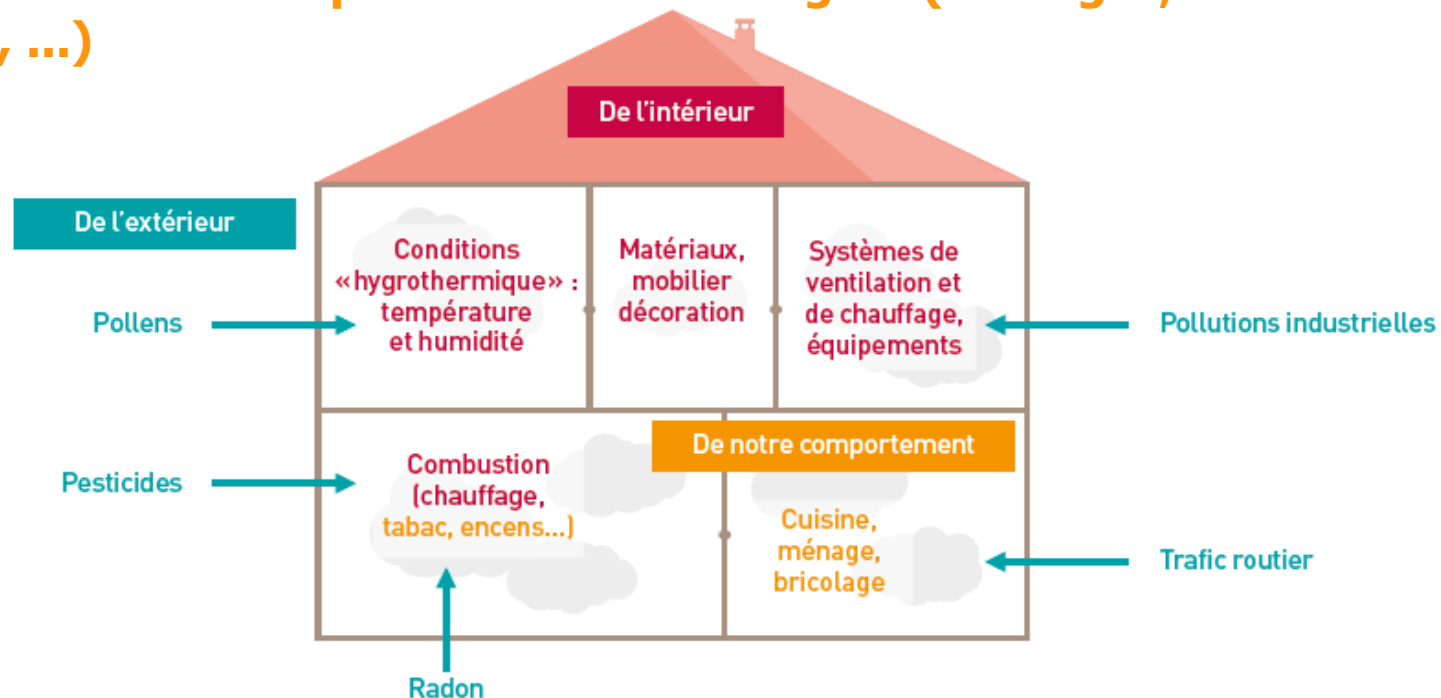 , ...)
De l'intérieur
De l'extérieur
Conditions
«hygrothermique» :
température
et humidité
Matériaux,
mobilier
décoration
Systèmes de
ventilation et
de chauffage,
équipements
Pollens
Pollutions industrielles
De notre comportement
Pesticides
Combustion
(chauffage,
tabac, encens...)
Cuisine,
ménage,
bricolage
Trafic routier
Radon